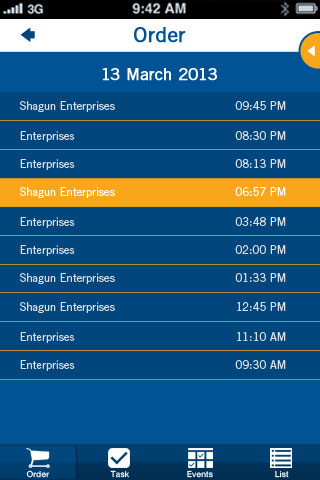 3G 9:42 AM
Order
13 March 2013
Shagun Enterprises 09:45 PM
Enterprises 08:30 PM
Enterprises 08:13 PM
Shagun Enterprises 06:57 PM
Enterprises 03:48 PM
Enterprises 02:00 PM
Shagun Enterprises 01:33 PM
Shagun Enterprises 12:45 PM
Enterprises 11:10 AM
Enterprises 09:30 AM
Order Task Events List